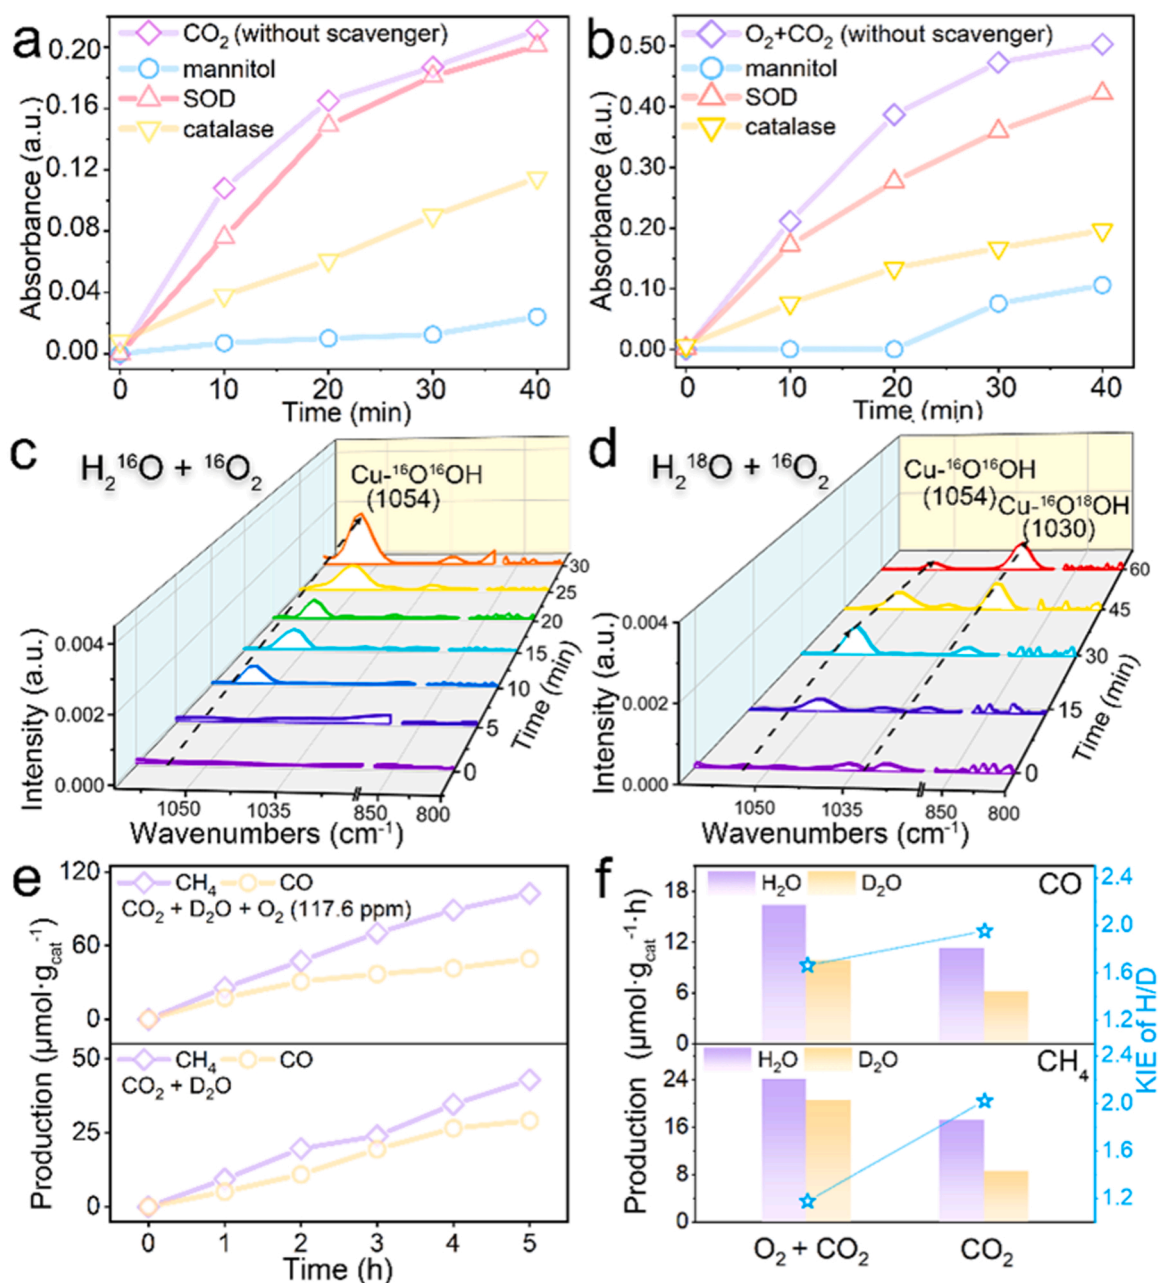 a
CO2 (without scavenger)
mannitol
SOD
catalase
Absorbance (a.u.)
0.20
0.16
0.12
0.08
0.04
0.00
0 10 20 30 40
Time (min)
b
O2+CO2 (without scavenger)
mannitol
SOD
catalase
Absorbance (a.u.)
0.50
0.40
0.30
0.20
0.10
0.00
0 10 20 30 40
Time (min)
c
H2^16O + ^16O2
Cu-^16O^16OH
(1054)
Intensity (a.u.)
0.004
0.002
0.000
1050 1035 850 800
Wavenumbers (cm^-1)
30
25
20
15
10
5
0
Time (min)
d
H2^18O + ^16O2
Cu-^16O^16OH
(1054)
Cu-^16O^18OH
(1030)
Intensity (a.u.)
0.004
0.002
0.000
1050 1035 850 800
Wavenumbers (cm^-1)
60
45
30
15
0
Time (min)
e
CH4 CO
CO2 + D2O + O2 (117.6 ppm)
120
60
0
CH4 CO
CO2 + D2O
50
25
0
Production (μmol·gcat^-1)
0 1 2 3 4 5
Time (h)
f
H2O D2O CO
18
12
6
0
2.4
2.0
1.6
1.2
H2O D2O CH4
24
16
8
0
2.4
2.0
1.6
1.2
Production (μmol·gcat^-1·h)
KIE of H/D
O2 + CO2 CO2